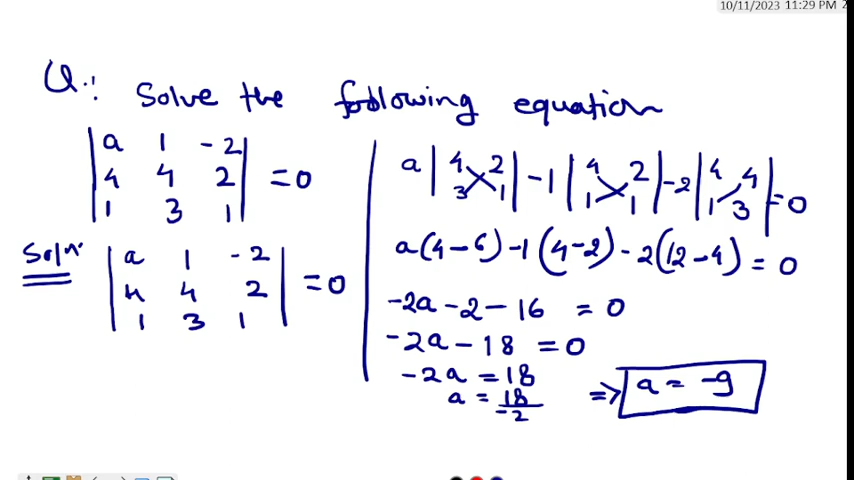 10/11/2023 11:29 PM
Q.: Solve the following equation
|a 1 -2|
|4 4 2| = 0
|1 3 1|
Soln:
|a 1 -2|
|4 4 2| = 0
|1 3 1|
a |4 2| -1 |4 2| -2 |4 4| = 0
|3 1| |1 1| |1 3|
a(4-6) -1(4-2) -2(12-4) = 0
-2a -2 -16 = 0
-2a -18 = 0
-2a = 18
a = 18/-2 => a = -9